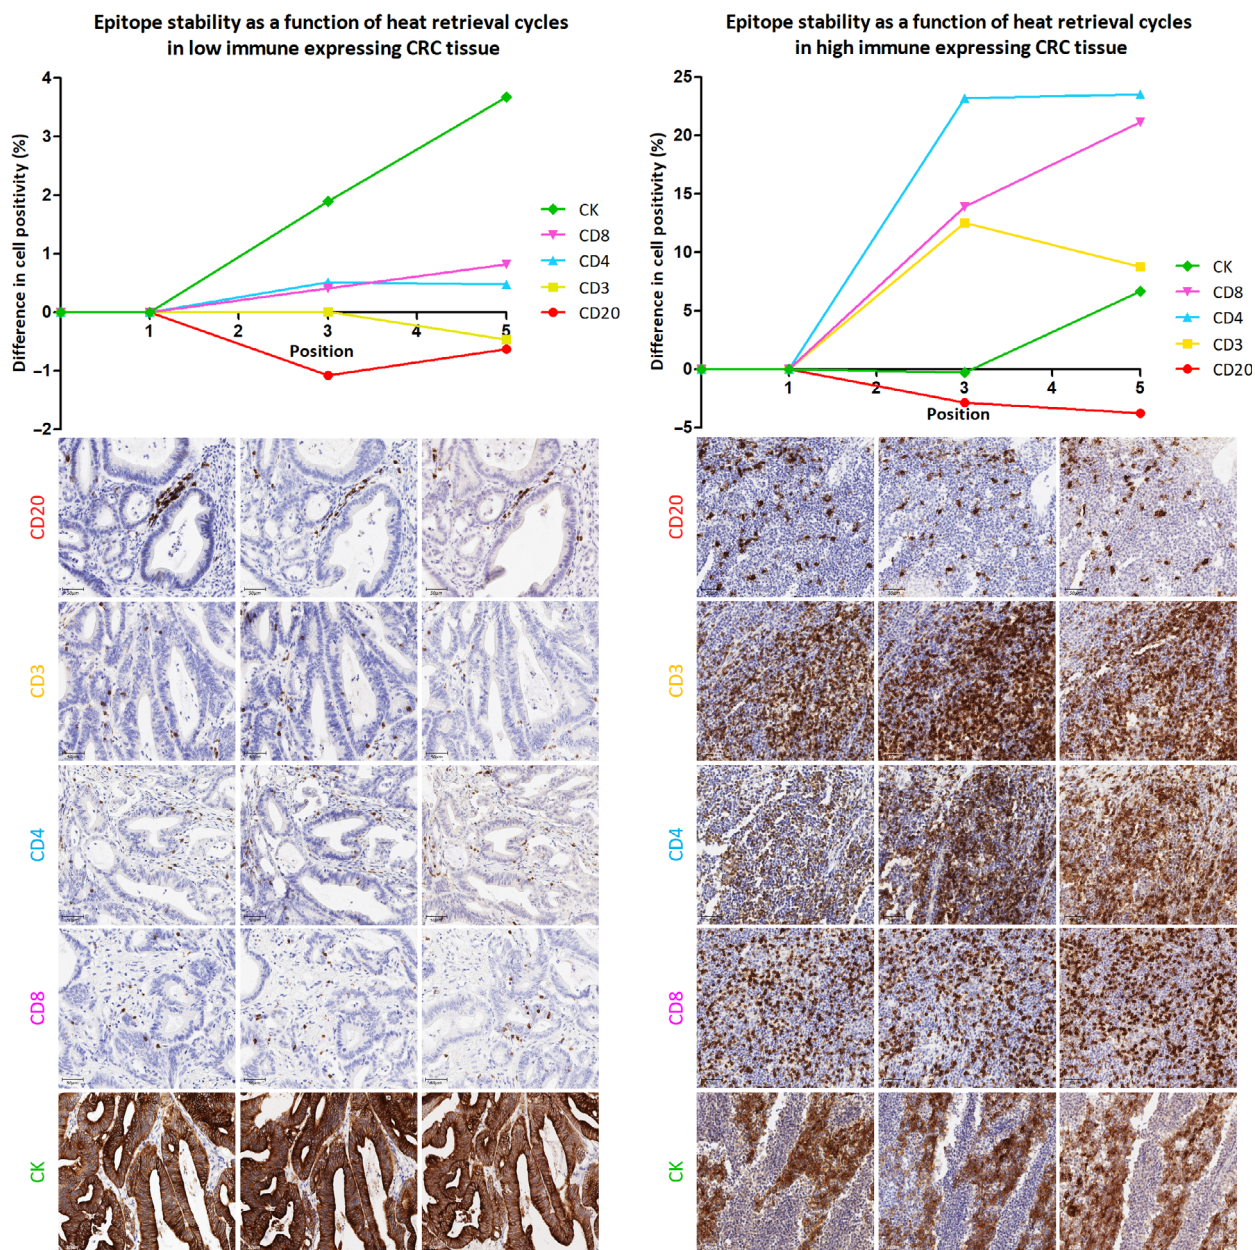 Epitope stability as a function of heat retrieval cycles
in low immune expressing CRC tissue
Difference in cell positivity (%)
4
3
2
1
0
−1
−2
1
2
3
4
5
Position
CK
CD8
CD4
CD3
CD20
Epitope stability as a function of heat retrieval cycles
in high immune expressing CRC tissue
Difference in cell positivity (%)
25
20
15
10
5
0
−5
1
2
3
4
5
Position
CK
CD8
CD4
CD3
CD20
CD20
CD3
CD4
CD8
CK
CD20
CD3
CD4
CD8
CK